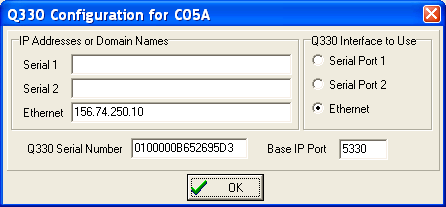 Q330 Configuration for CO5A
IP Addresses or Domain Names
Serial 1
Serial 2
Ethernet 156.74.250.10
Q330 Interface to Use
Serial Port 1
Serial Port 2
Ethernet
Q330 Serial Number 0100000B652695D3 Base IP Port 5330
OK